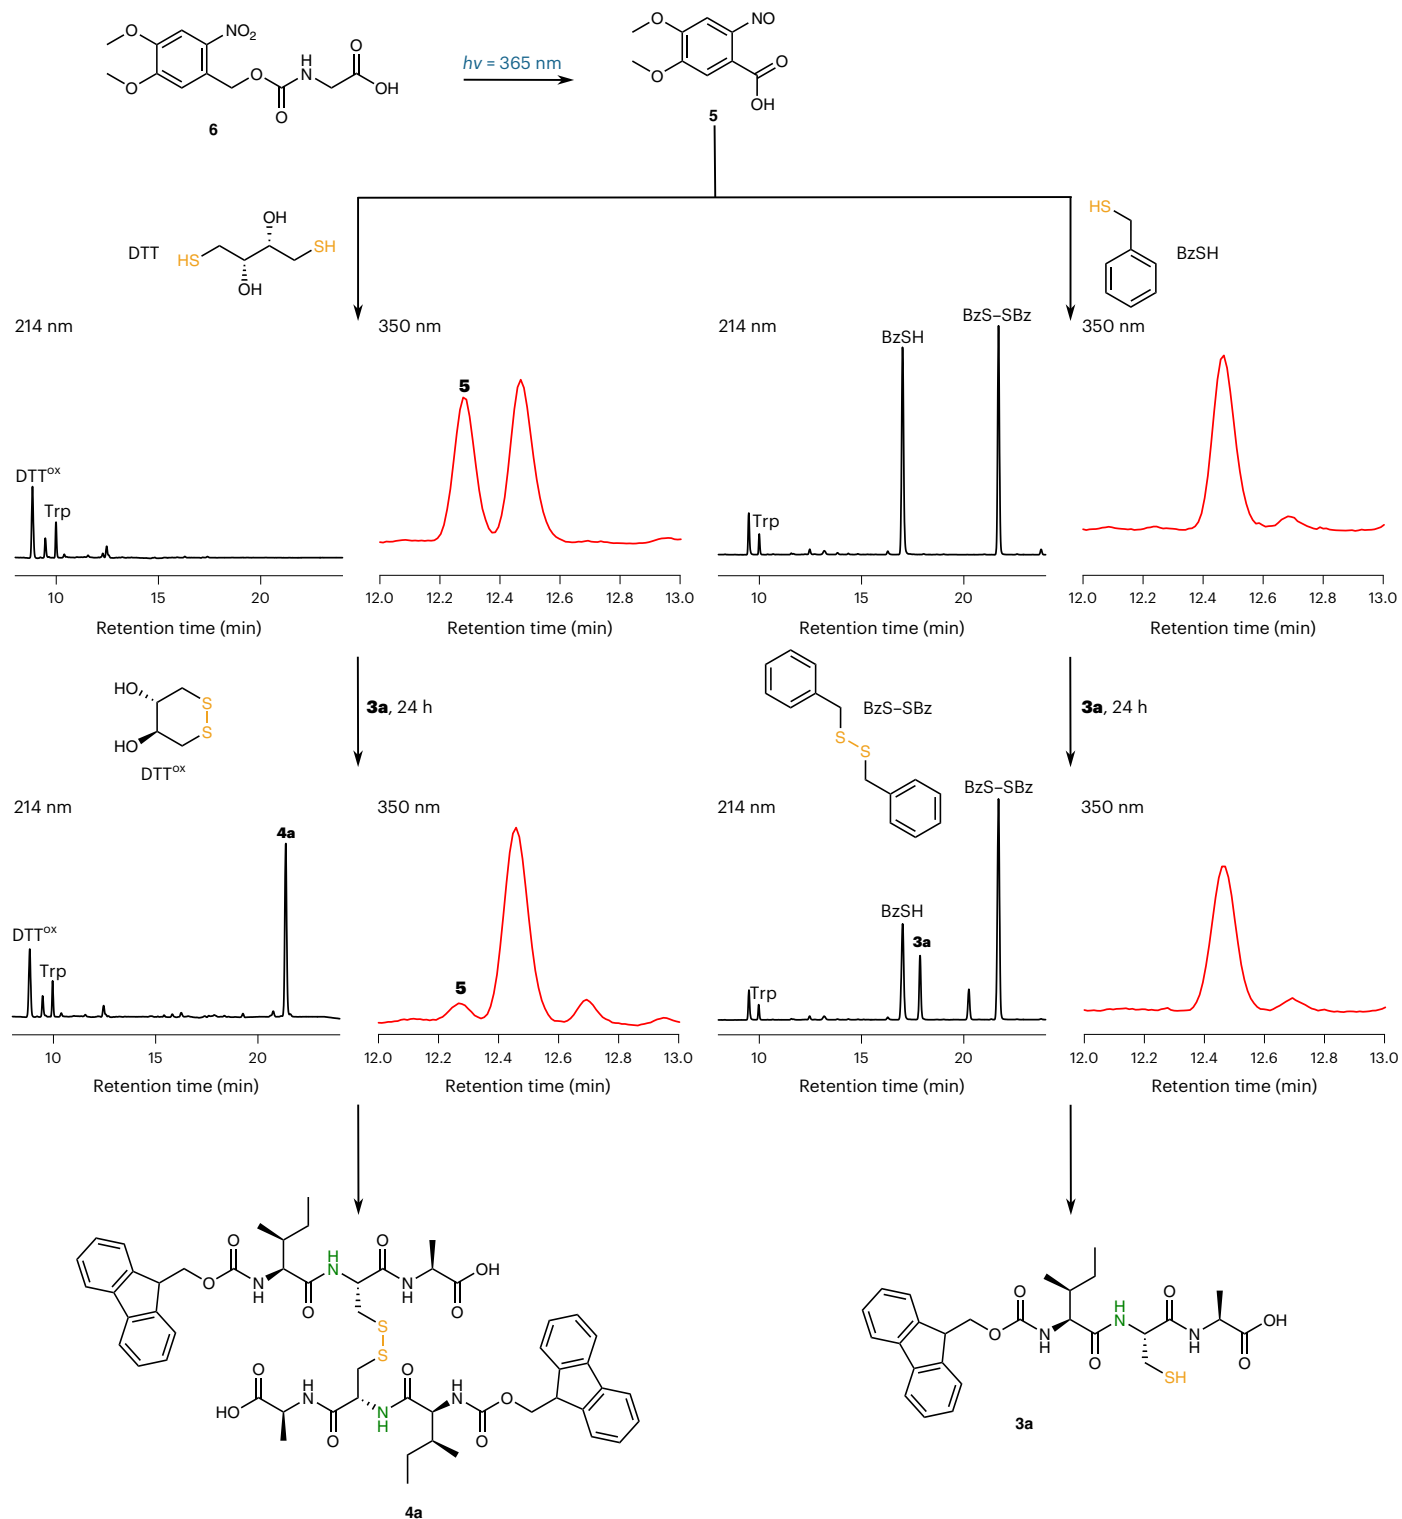 O
NO₂
O
O
H
N
O
OH
O
6
hv = 365 nm
O
NO
O
O
OH
5
DTT
HS
OH
SH
OH
HS
BzSH
214 nm
350 nm
214 nm
350 nm
DTTᵒˣ
Trp
5
BzSH
BzS–SBz
Trp
10 15 20
12.0 12.2 12.4 12.6 12.8 13.0
10 15 20
12.0 12.2 12.4 12.6 12.8 13.0
Retention time (min)
Retention time (min)
Retention time (min)
Retention time (min)
HO
HO
S
S
DTTᵒˣ
3a, 24 h
S
S
BzS–SBz
3a, 24 h
214 nm
350 nm
214 nm
350 nm
DTTᵒˣ
Trp
4a
5
BzSH
3a
BzS–SBz
Trp
10 15 20
12.0 12.2 12.4 12.6 12.8 13.0
10 15 20
12.0 12.2 12.4 12.6 12.8 13.0
Retention time (min)
Retention time (min)
Retention time (min)
Retention time (min)
O
O
N
H
O
H
N
O
N
H
O
OH
S
S
HO
O
H
N
O
N
H
O
H
N
O
O
4a
O
O
N
H
O
H
N
O
N
H
O
OH
SH
3a